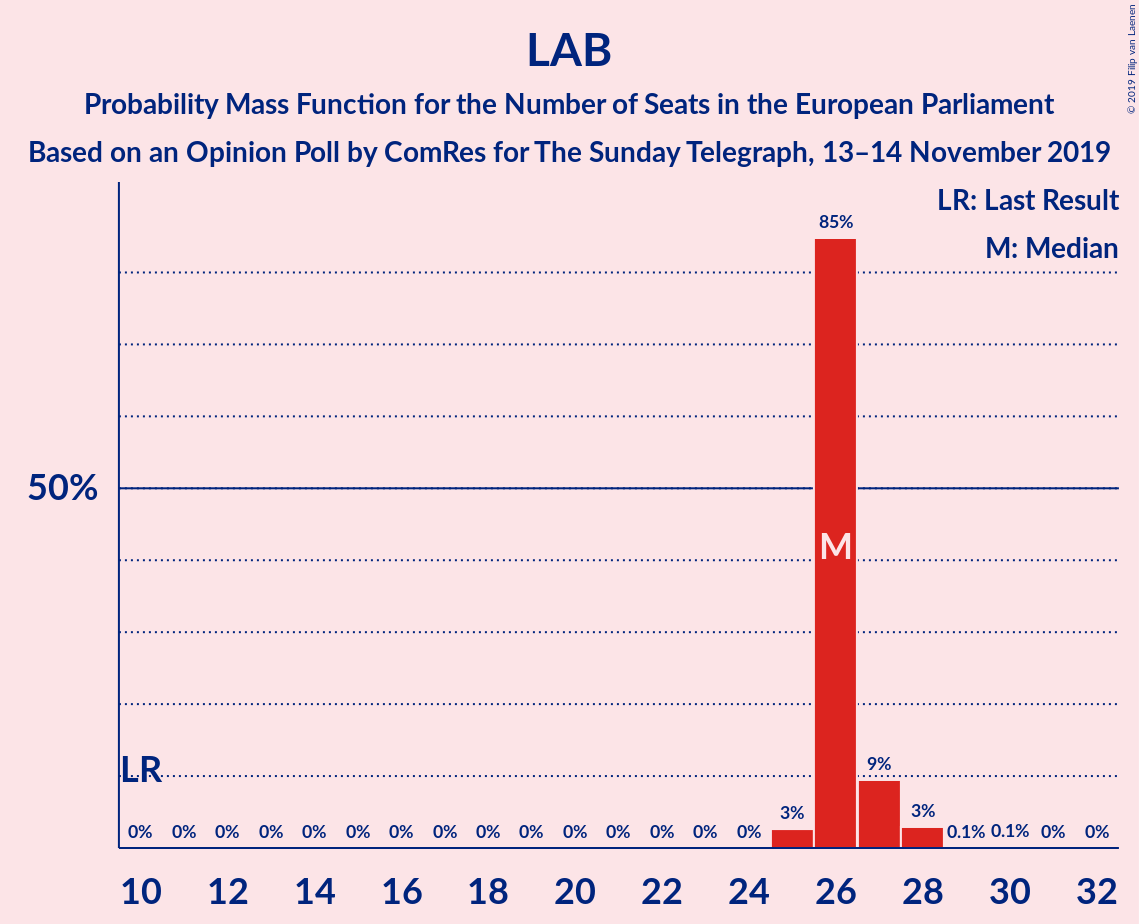 LAB
Probability Mass Function for the Number of Seats in the European Parliament
Based on an Opinion Poll by ComRes for The Sunday Telegraph, 13–14 November 2019
© 2019 Filip van Laenen
LR: Last Result
M: Median
85%
50%
M
LR
9%
3% 3%
0% 0% 0% 0% 0% 0% 0% 0% 0% 0% 0% 0% 0% 0% 0% 0.1% 0.1% 0% 0%
10 12 14 16 18 20 22 24 26 28 30 32